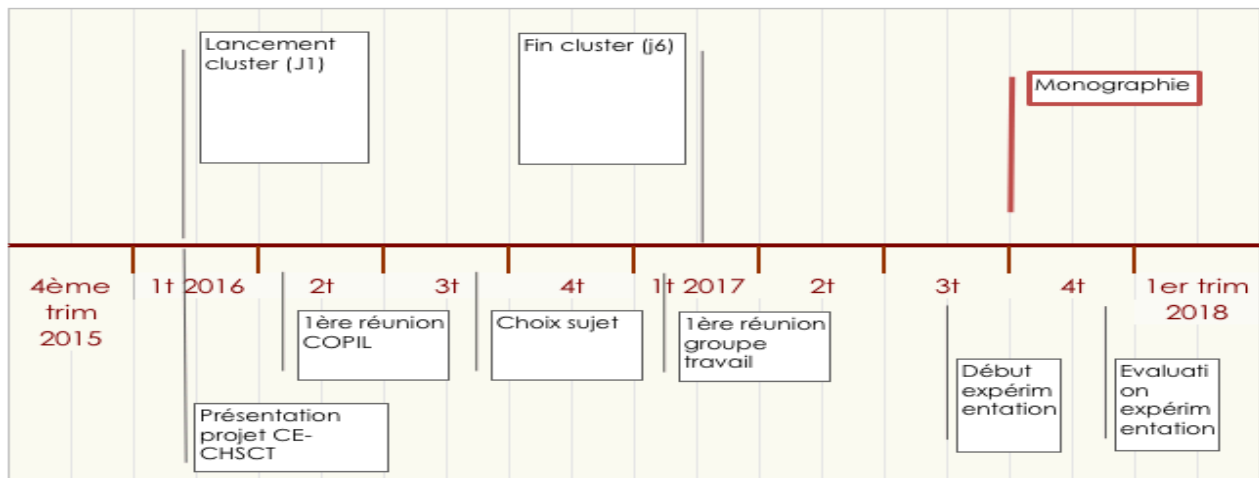 Lancement
cluster (J1)
Fin cluster (j6)
Monographie
4ème
trim
2015
1t 2016
2t
3t
4t
1t 2017
2t
3t
4t
1er trim
2018
1ère réunion
COPIL
Choix sujet
1ère réunion
groupe
travail
Début
expérim
entation
Evaluati
on
expérim
entation
Présentation
projet CE-
CHSCT